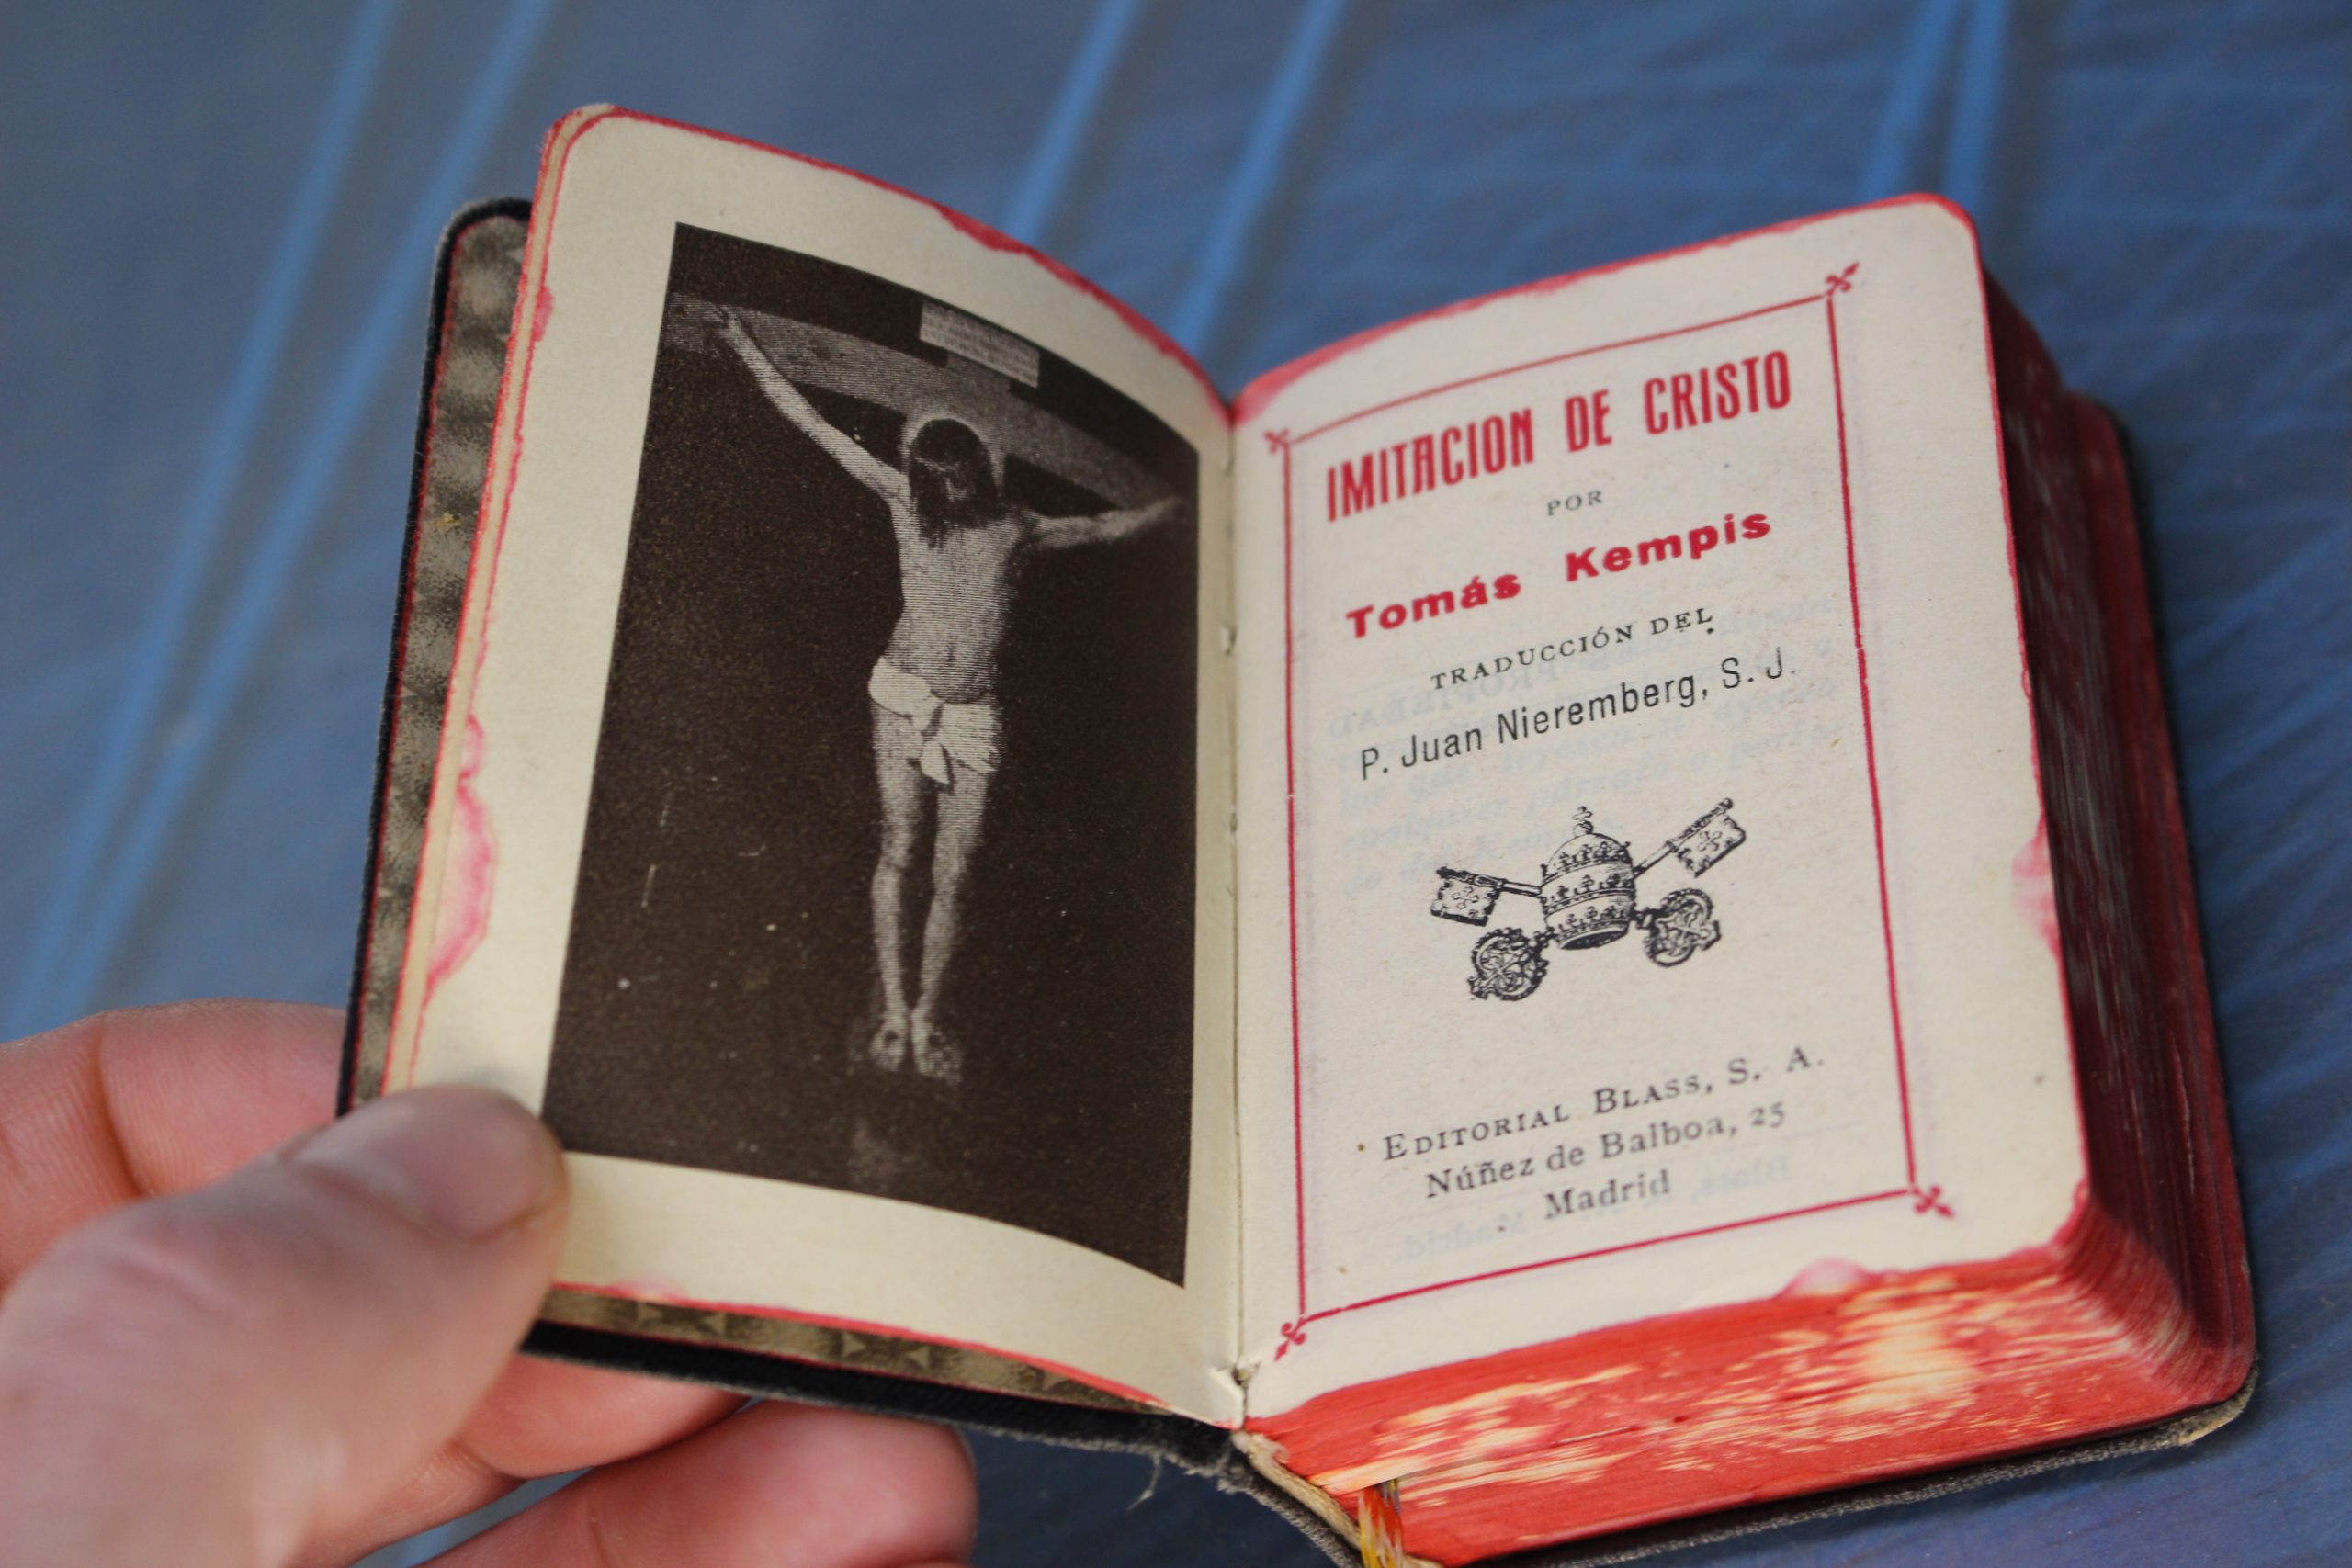 IMITACION DE CRISTO
POR
Tomás Kempis
TRADUCCIÓN DEL
P. Juan Nieremberg, S. J.
EDITORIAL BLASS, S. A.
Núñez de Balboa, 25
Madrid